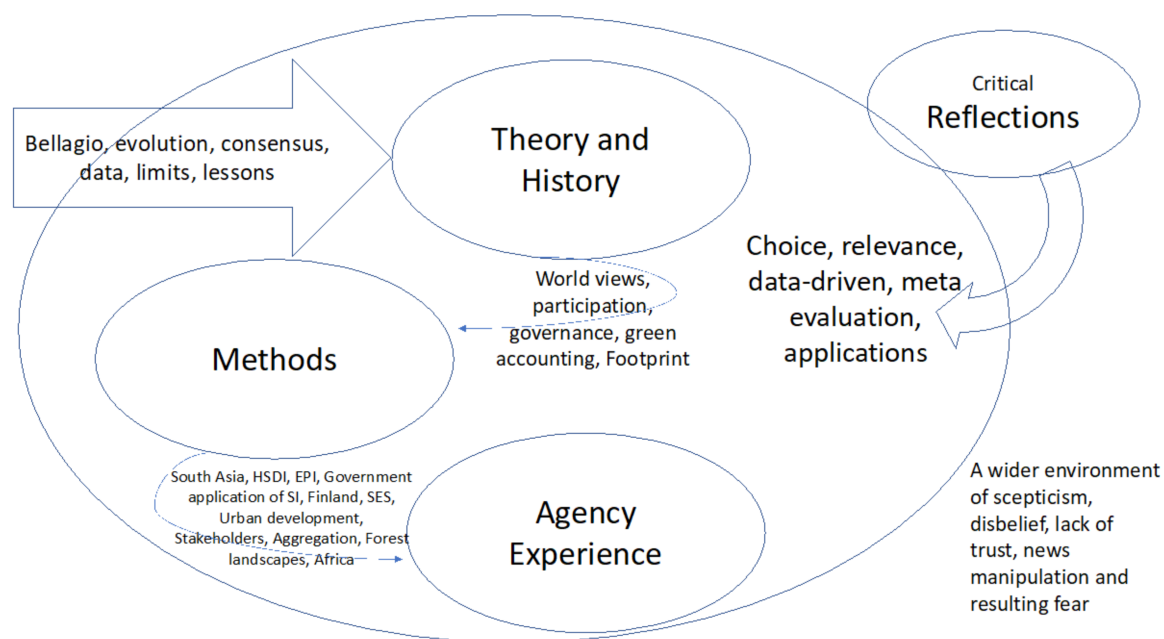 Bellagio, evolution, consensus,
data, limits, lessons
Theory and
History
Critical
Reflections
World views,
participation,
governance, green
accounting, Footprint
Choice, relevance,
data-driven, meta
evaluation,
applications
Methods
South Asia, HSDI, EPI, Government
application of SI, Finland, SES,
Urban development,
Stakeholders, Aggregation, Forest
landscapes, Africa
Agency
Experience
A wider environment
of scepticism,
disbelief, lack of
trust, news
manipulation and
resulting fear